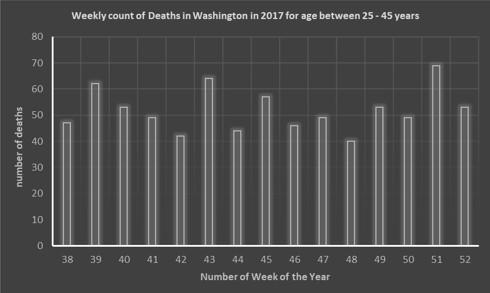 Weekly count of Deaths in Washington in 2017 for age between 25 - 45 years
80
70
60
50
40
30
20
10
0
number of deaths
38 39 40 41 42 43 44 45 46 47 48 49 50 51 52
Number of Week of the Year